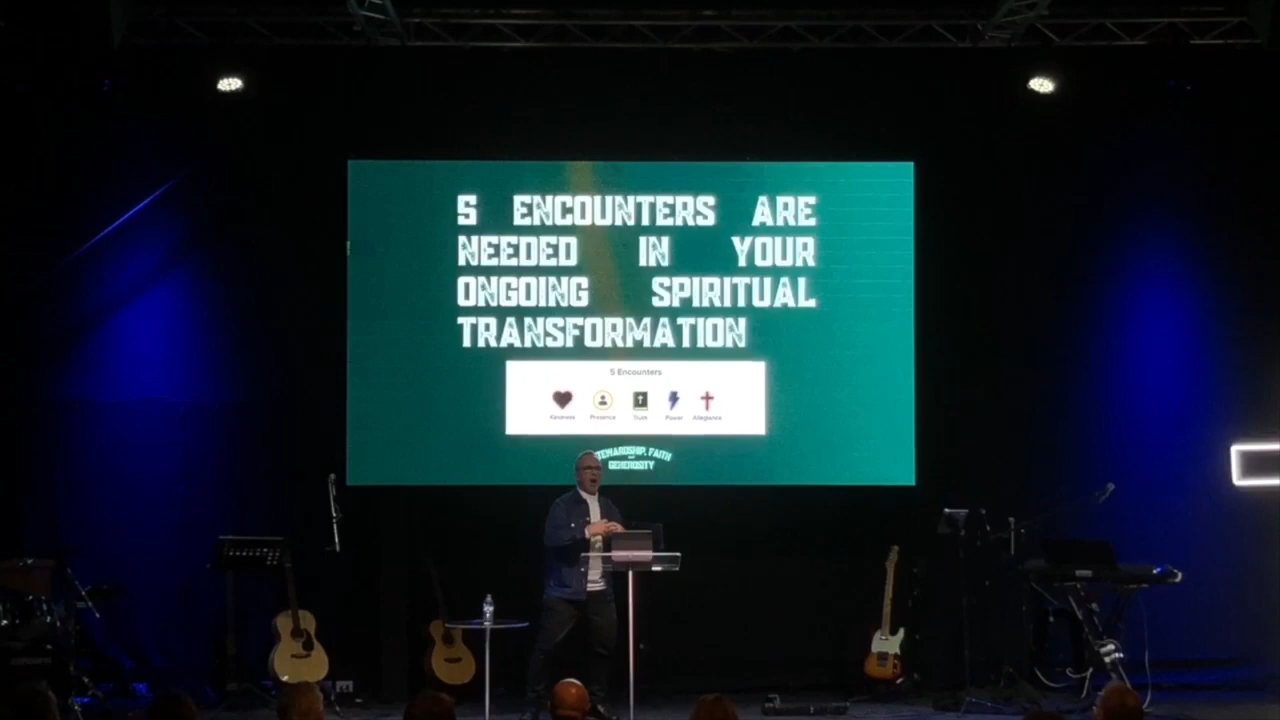 5 ENCOUNTERS ARE
NEEDED IN YOUR
ONGOING SPIRITUAL
TRANSFORMATION
5 Encounters
Kindness Presence Truth Power Allegiance
STEWARDSHIP, FAITH
GENEROSITY